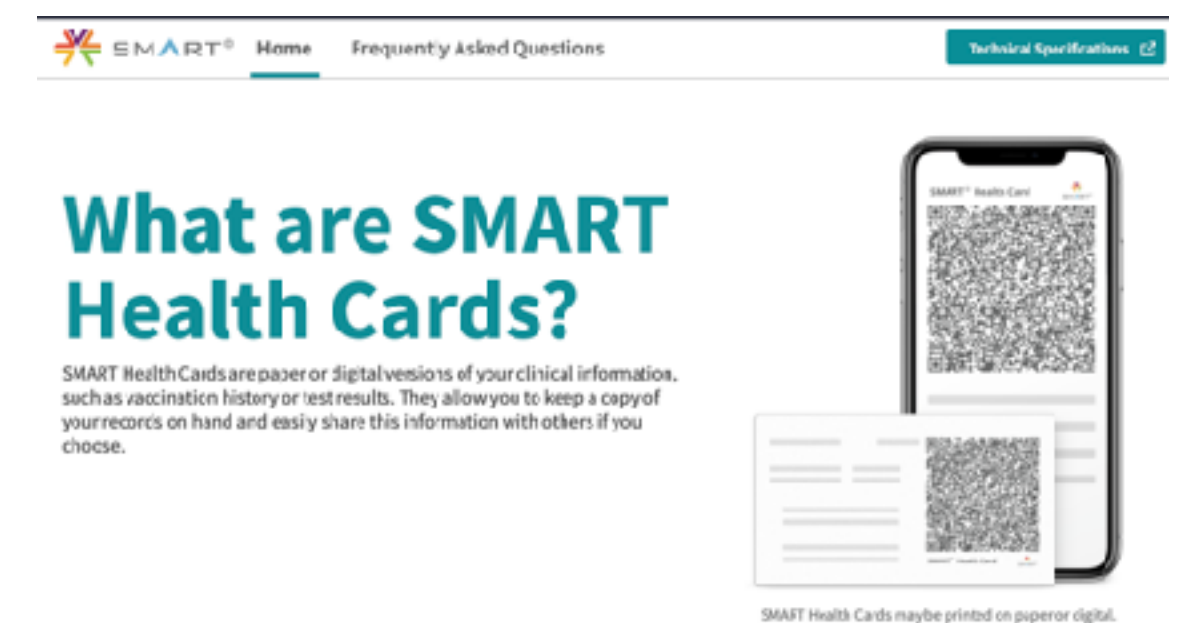 SMART® Home Frequently Asked Questions Technical Specifications
What are SMART
Health Cards?
SMART Health Cards are paper or digital versions of your clinical information,
such as vaccination history or test results. They allow you to keep a copy of
your records on hand and easily share this information with others if you
choose.
SMART® Health Card
SMART® Health Card
SMART Health Cards maybe printed on paper or digital.